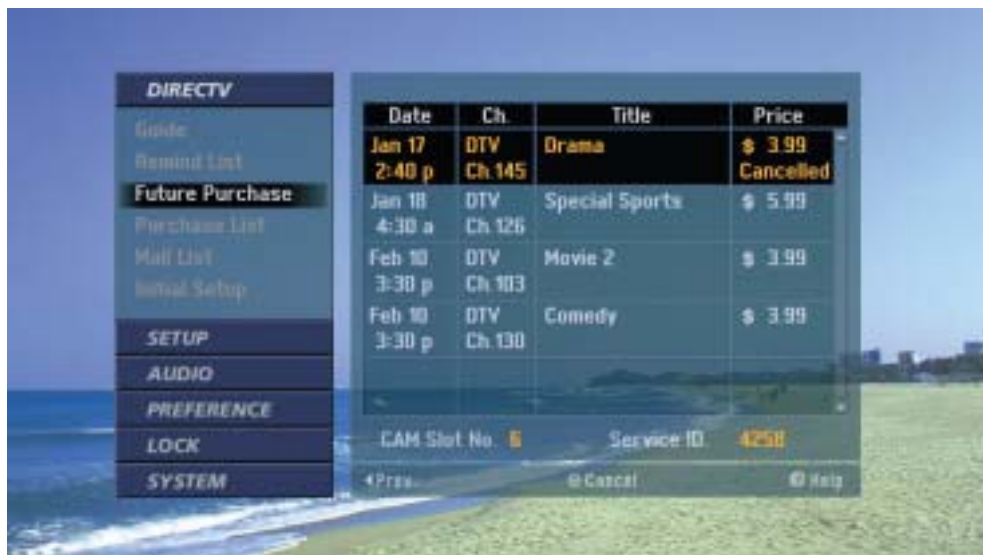 DIRECTV
Guide
Remind List
Future Purchase
Purchase List
Mail List
Initial Setup
SETUP
AUDIO
PREFERENCE
LOCK
SYSTEM
Date Ch. Title Price
Jan 17 DTV Drama $ 3.99
2:40 p Ch.145 Cancelled
Jan 18 DTV Special Sports $ 5.99
4:30 a Ch.126
Feb 10 DTV Movie 2 $ 3.99
3:30 p Ch.103
Feb 10 DTV Comedy $ 3.99
3:30 p Ch.130
CAM Slot No. 6 Service ID. 4258
Prev. Cancel Help